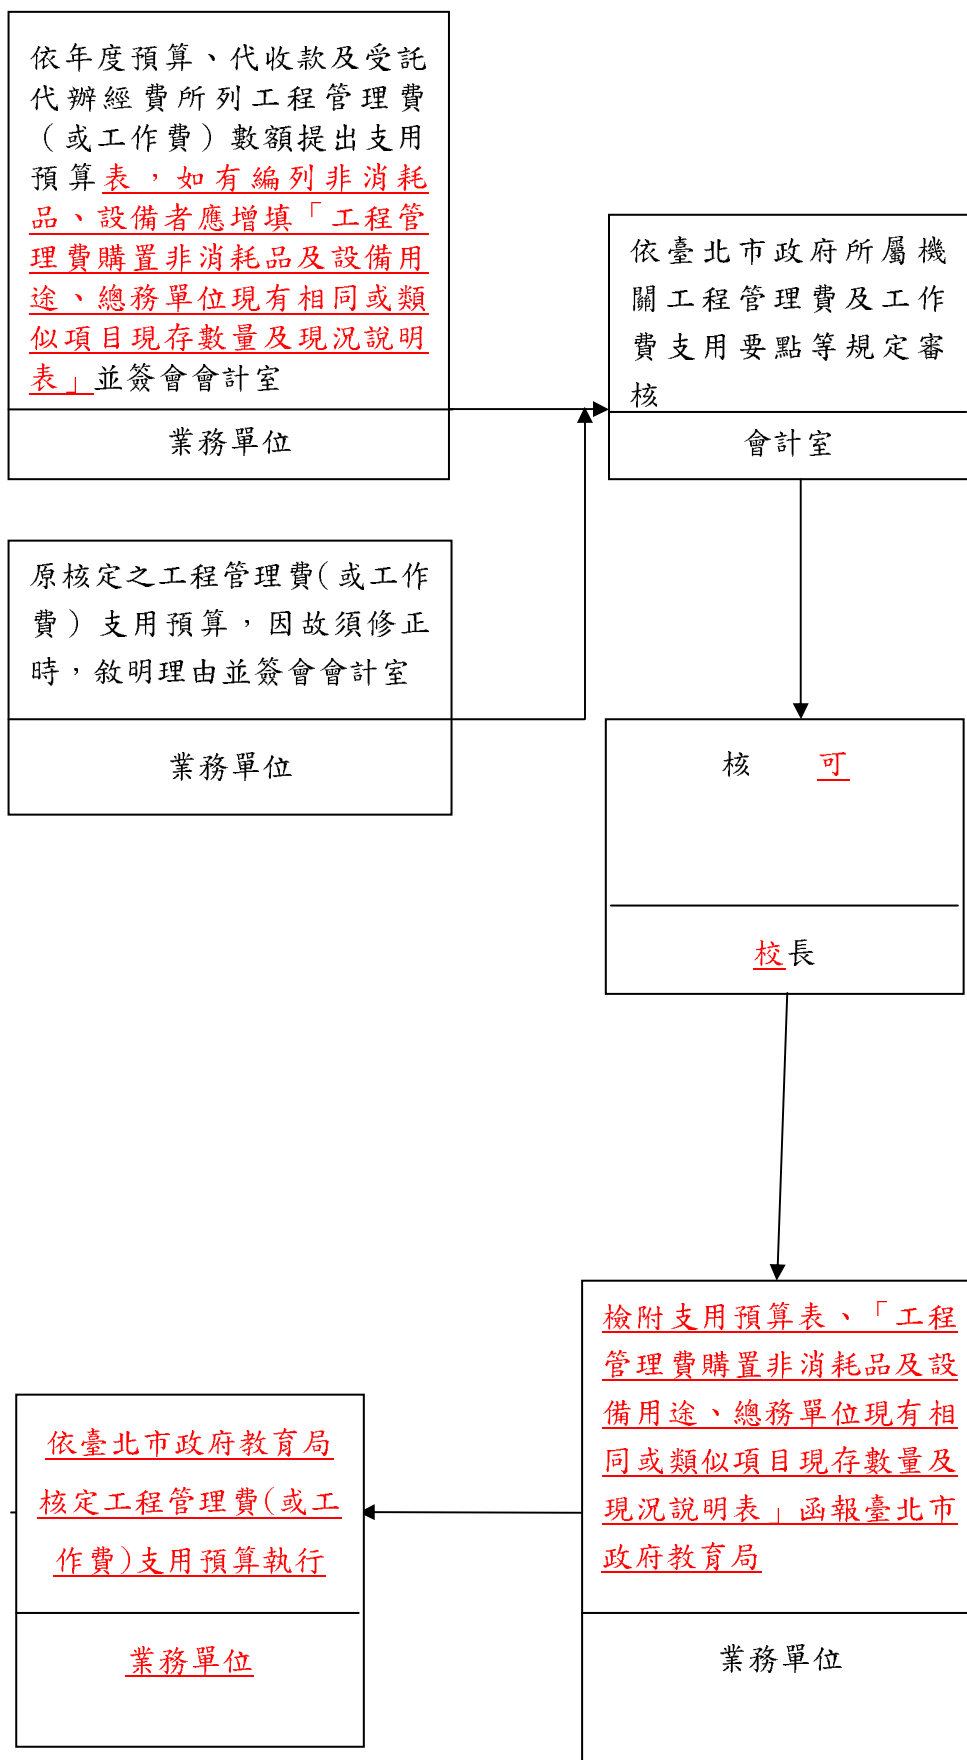 依年度預算、代收款及受託
代辦經費所列工程管理費
（或工作費）數額提出支用
預算表，如有編列非消耗
品、設備者應增填「工程管
理費購置非消耗品及設備用
途、總務單位現有相同或類
似項目現存數量及現況說明
表」並簽會會計室
業務單位
依臺北市政府所屬機
關工程管理費及工作
費支用要點等規定審
核
會計室
原核定之工程管理費(或工作
費）支用預算，因故須修正
時，敘明理由並簽會會計室
業務單位
核　可
校長
檢附支用預算表、「工程
管理費購置非消耗品及設
備用途、總務單位現有相
同或類似項目現存數量及
現況說明表」函報臺北市
政府教育局
業務單位
依臺北市政府教育局
核定工程管理費(或工
作費)支用預算執行
業務單位